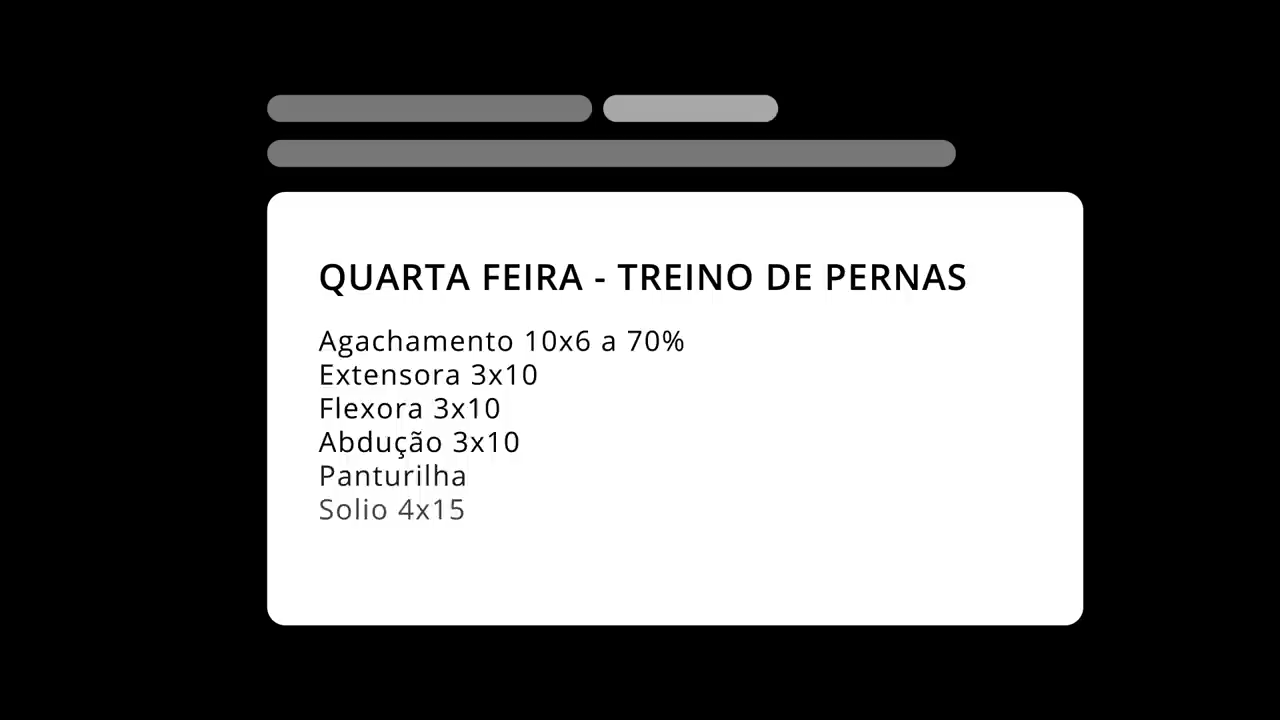 QUARTA FEIRA - TREINO DE PERNAS
Agachamento 10x6 a 70%
Extensora 3x10
Flexora 3x10
Abdução 3x10
Panturilha
Solio 4x15